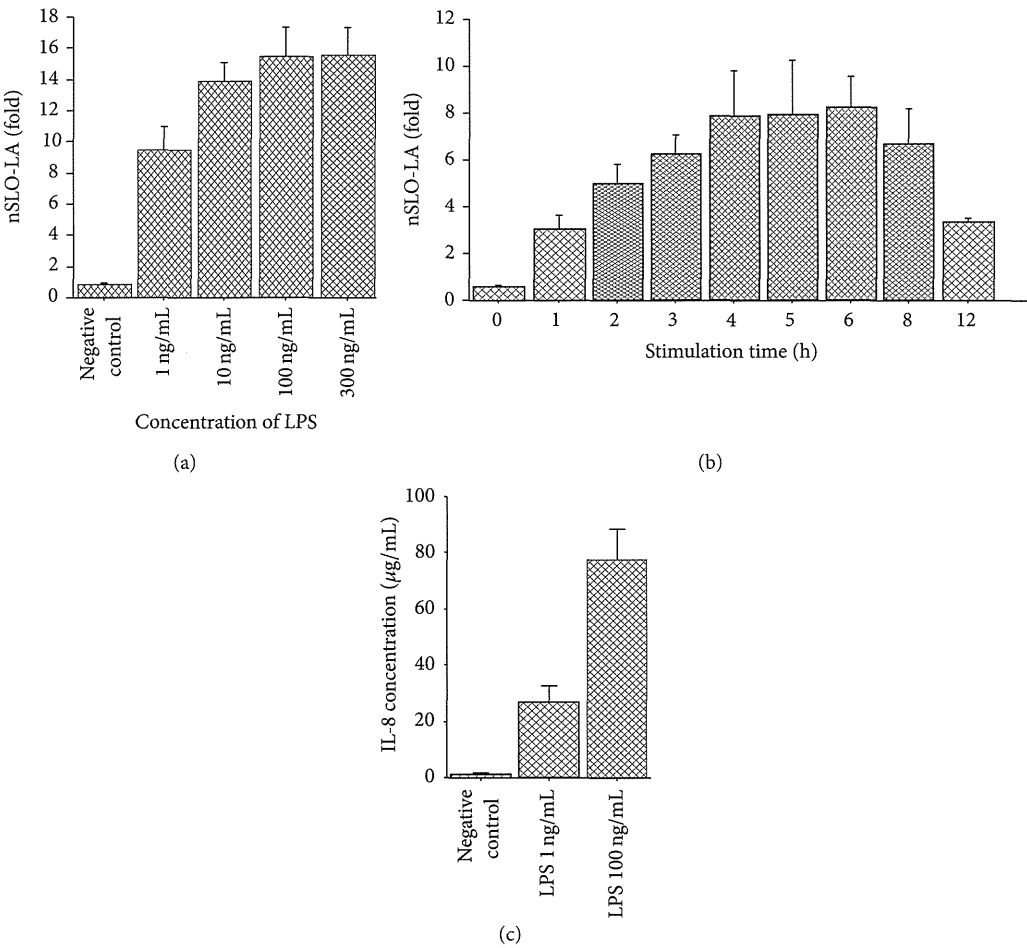 18
16
14
12
10
8
6
4
2
0
nSLO-LA (fold)
Negative
control
1 ng/mL
10 ng/mL
100 ng/mL
300 ng/mL
Concentration of LPS
(a)
12
10
8
6
4
2
0
nSLO-LA (fold)
0 1 2 3 4 5 6 8 12
Stimulation time (h)
(b)
100
80
60
40
20
0
IL-8 concentration (μg/mL)
Negative
control
LPS 1 ng/mL
LPS 100 ng/mL
(c)